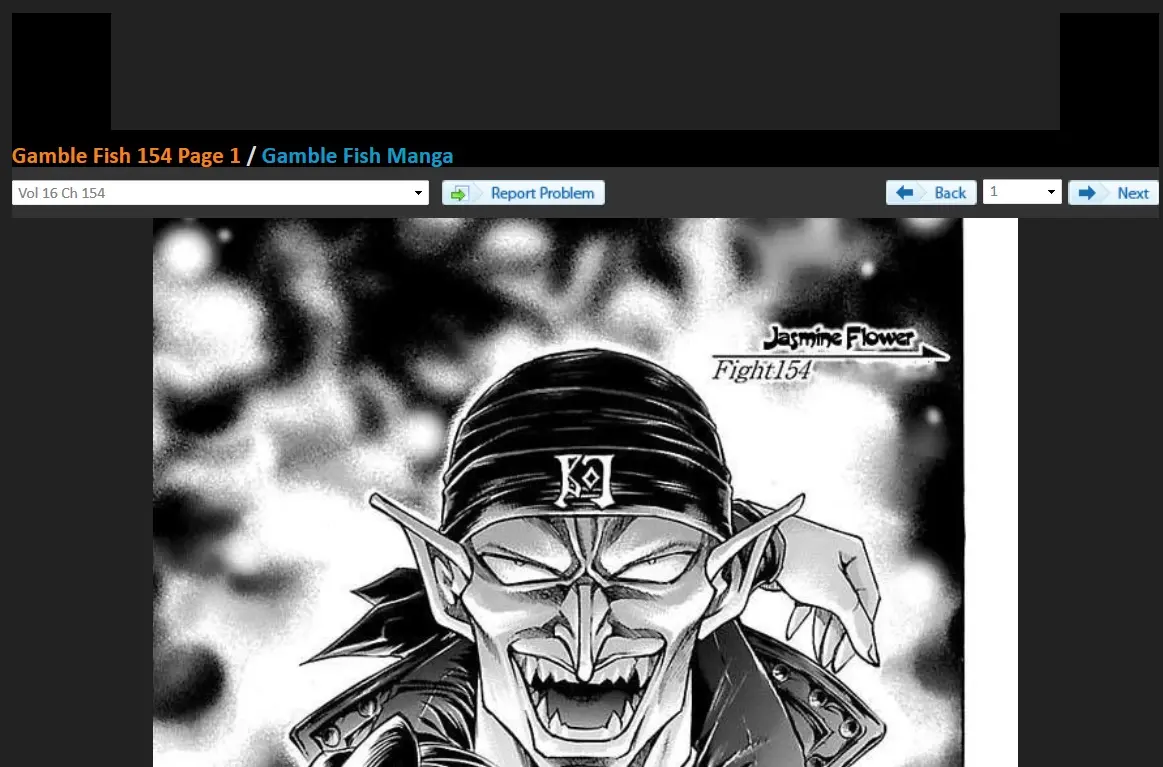 Gamble Fish 154 Page 1 / Gamble Fish Manga
Vol 16 Ch 154
Report Problem
Back
1
Next
Jasmine Flower
Fight154